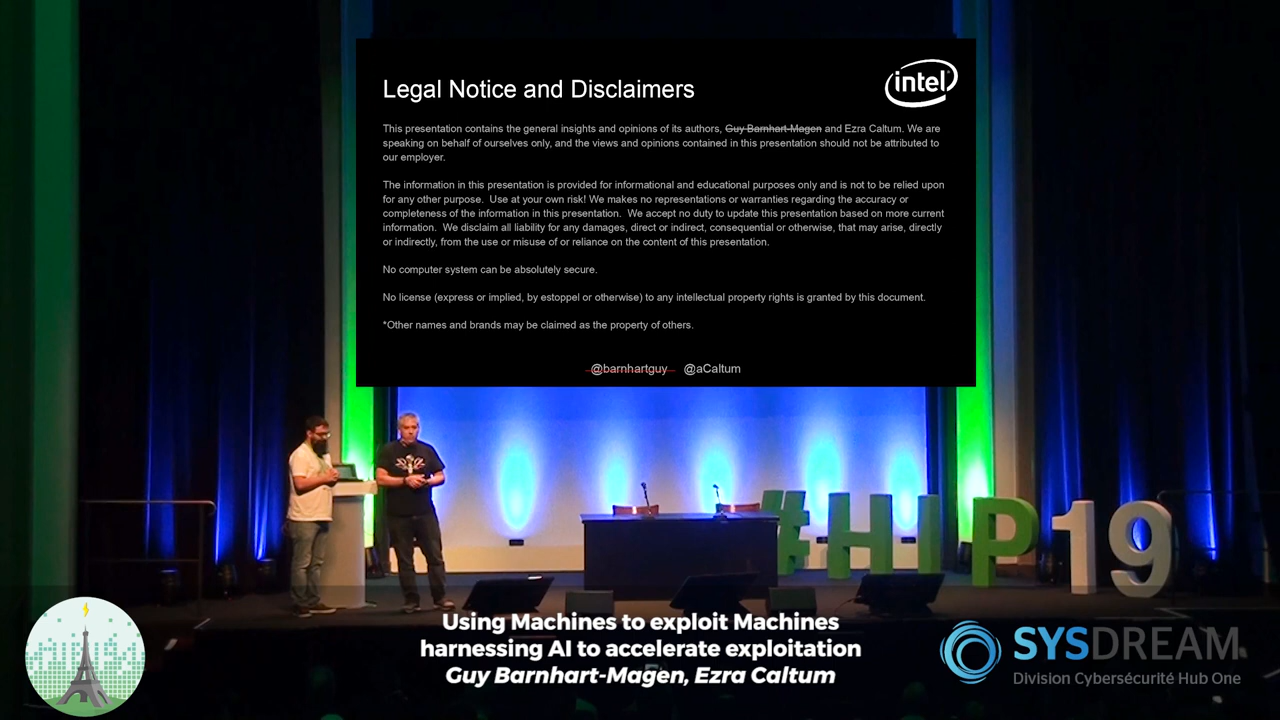 Legal Notice and Disclaimers
intel
This presentation contains the general insights and opinions of its authors, Guy Barnhart-Magen and Ezra Caltum. We are
speaking on behalf of ourselves only, and the views and opinions contained in this presentation should not be attributed to
our employer.
The information in this presentation is provided for informational and educational purposes only and is not to be relied upon
for any other purpose.  Use at your own risk! We makes no representations or warranties regarding the accuracy or
completeness of the information in this presentation.  We accept no duty to update this presentation based on more current
information.  We disclaim all liability for any damages, direct or indirect, consequential or otherwise, that may arise, directly
or indirectly, from the use or misuse of or reliance on the content of this presentation.
No computer system can be absolutely secure.
No license (express or implied, by estoppel or otherwise) to any intellectual property rights is granted by this document.
*Other names and brands may be claimed as the property of others.
@barnhartguy @aCaltum
#HIP19
Using Machines to exploit Machines
harnessing AI to accelerate exploitation
Guy Barnhart-Magen, Ezra Caltum
SYSDREAM
Division Cybersécurité Hub One